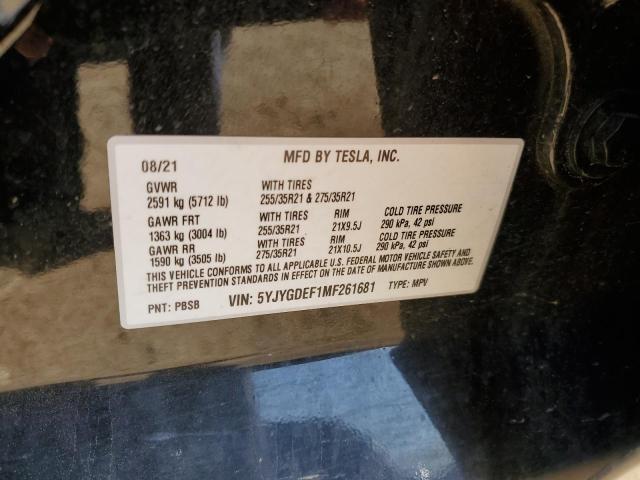 MFD BY TESLA, INC.
08/21
GVWR WITH TIRES
2591 kg (5712 lb) 255/35R21 & 275/35R21
GAWR FRT WITH TIRES RIM COLD TIRE PRESSURE
1363 kg (3004 lb) 255/35R21 21X9.5J 290 kPa, 42 psi
GAWR RR WITH TIRES RIM COLD TIRE PRESSURE
1590 kg (3505 lb) 275/35R21 21X10.5J 290 kPa, 42 psi
THIS VEHICLE CONFORMS TO ALL APPLICABLE U.S. FEDERAL MOTOR VEHICLE SAFETY AND
THEFT PREVENTION STANDARDS IN EFFECT ON THE DATE OF MANUFACTURE SHOWN ABOVE.
PNT: PBSB VIN: 5YJYGDEF1MF261681 TYPE: MPV